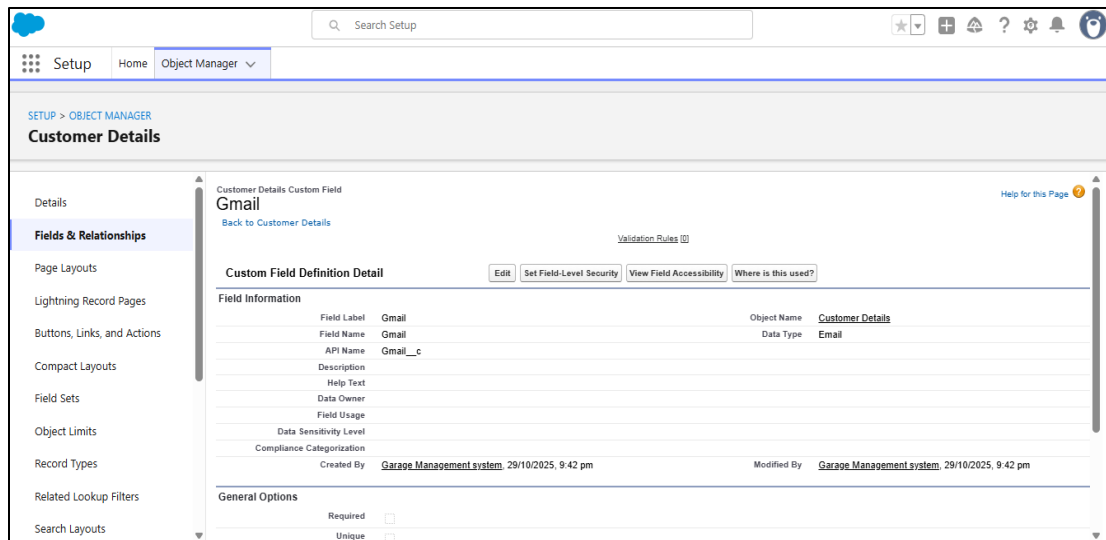 Search Setup
Setup
Home
Object Manager
SETUP > OBJECT MANAGER
Customer Details
Details
Fields & Relationships
Page Layouts
Lightning Record Pages
Buttons, Links, and Actions
Compact Layouts
Field Sets
Object Limits
Record Types
Related Lookup Filters
Search Layouts
Customer Details Custom Field
Gmail
Help for this Page
Back to Customer Details
Validation Rules [0]
Custom Field Definition Detail
Edit
Set Field-Level Security
View Field Accessibility
Where is this used?
Field Information
Field Label Gmail Object Name Customer Details
Field Name Gmail Data Type Email
API Name Gmail__c
Description
Help Text
Data Owner
Field Usage
Data Sensitivity Level
Compliance Categorization
Created By Garage Management system, 29/10/2025, 9:42 pm Modified By Garage Management system, 29/10/2025, 9:42 pm
General Options
Required
Unique